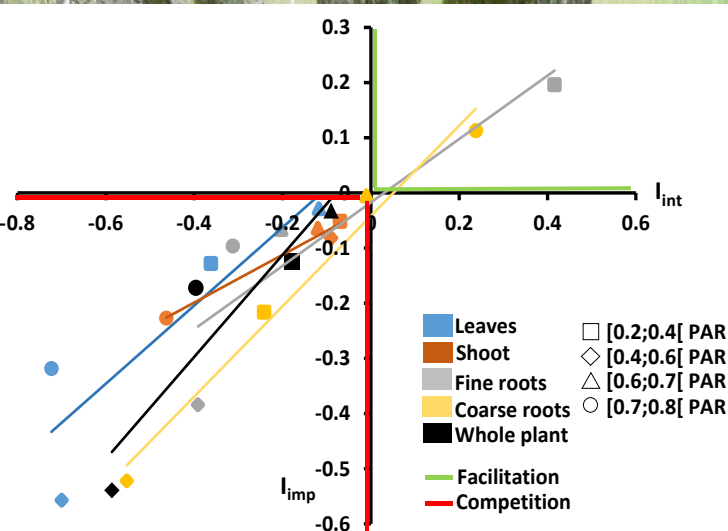 0.3
0.2
0.1
0
-0.8 -0.6 -0.4 -0.2 0 0.2 0.4 0.6
I_int
-0.1
-0.2
-0.3
-0.4
-0.5
-0.6
I_imp
Leaves
Shoot
Fine roots
Coarse roots
Whole plant
[0.2;0.4[ PAR
[0.4;0.6[ PAR
[0.6;0.7[ PAR
[0.7;0.8[ PAR
Facilitation
Competition